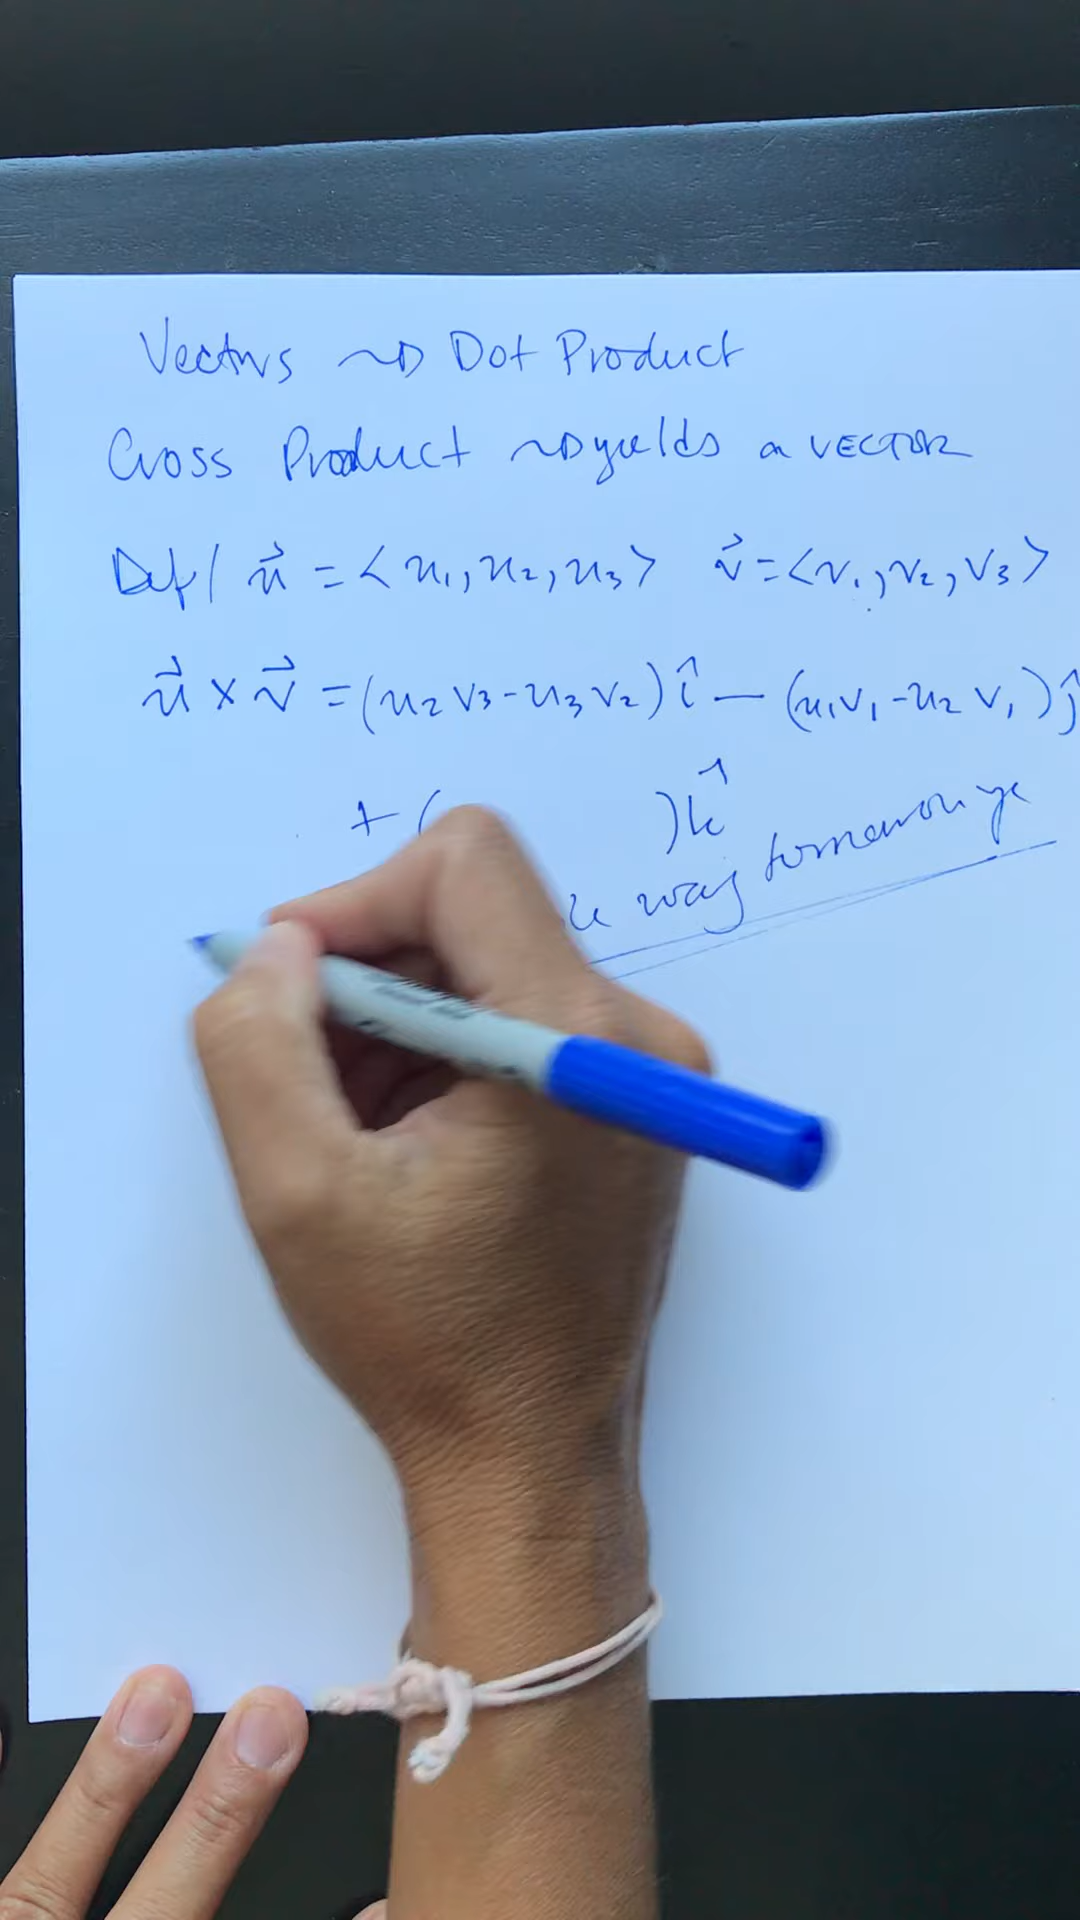 Vectors ~> Dot Product
Cross Product ~> yields a VECTOR
Def/ u⃗ = <u₁, u₂, u₃> v⃗ = <v₁, v₂, v₃>
u⃗ × v⃗ = (u₂v₃ - u₃v₂) î — (u₁v₁ - u₂v₁) ĵ
+ ( ) k̂
way